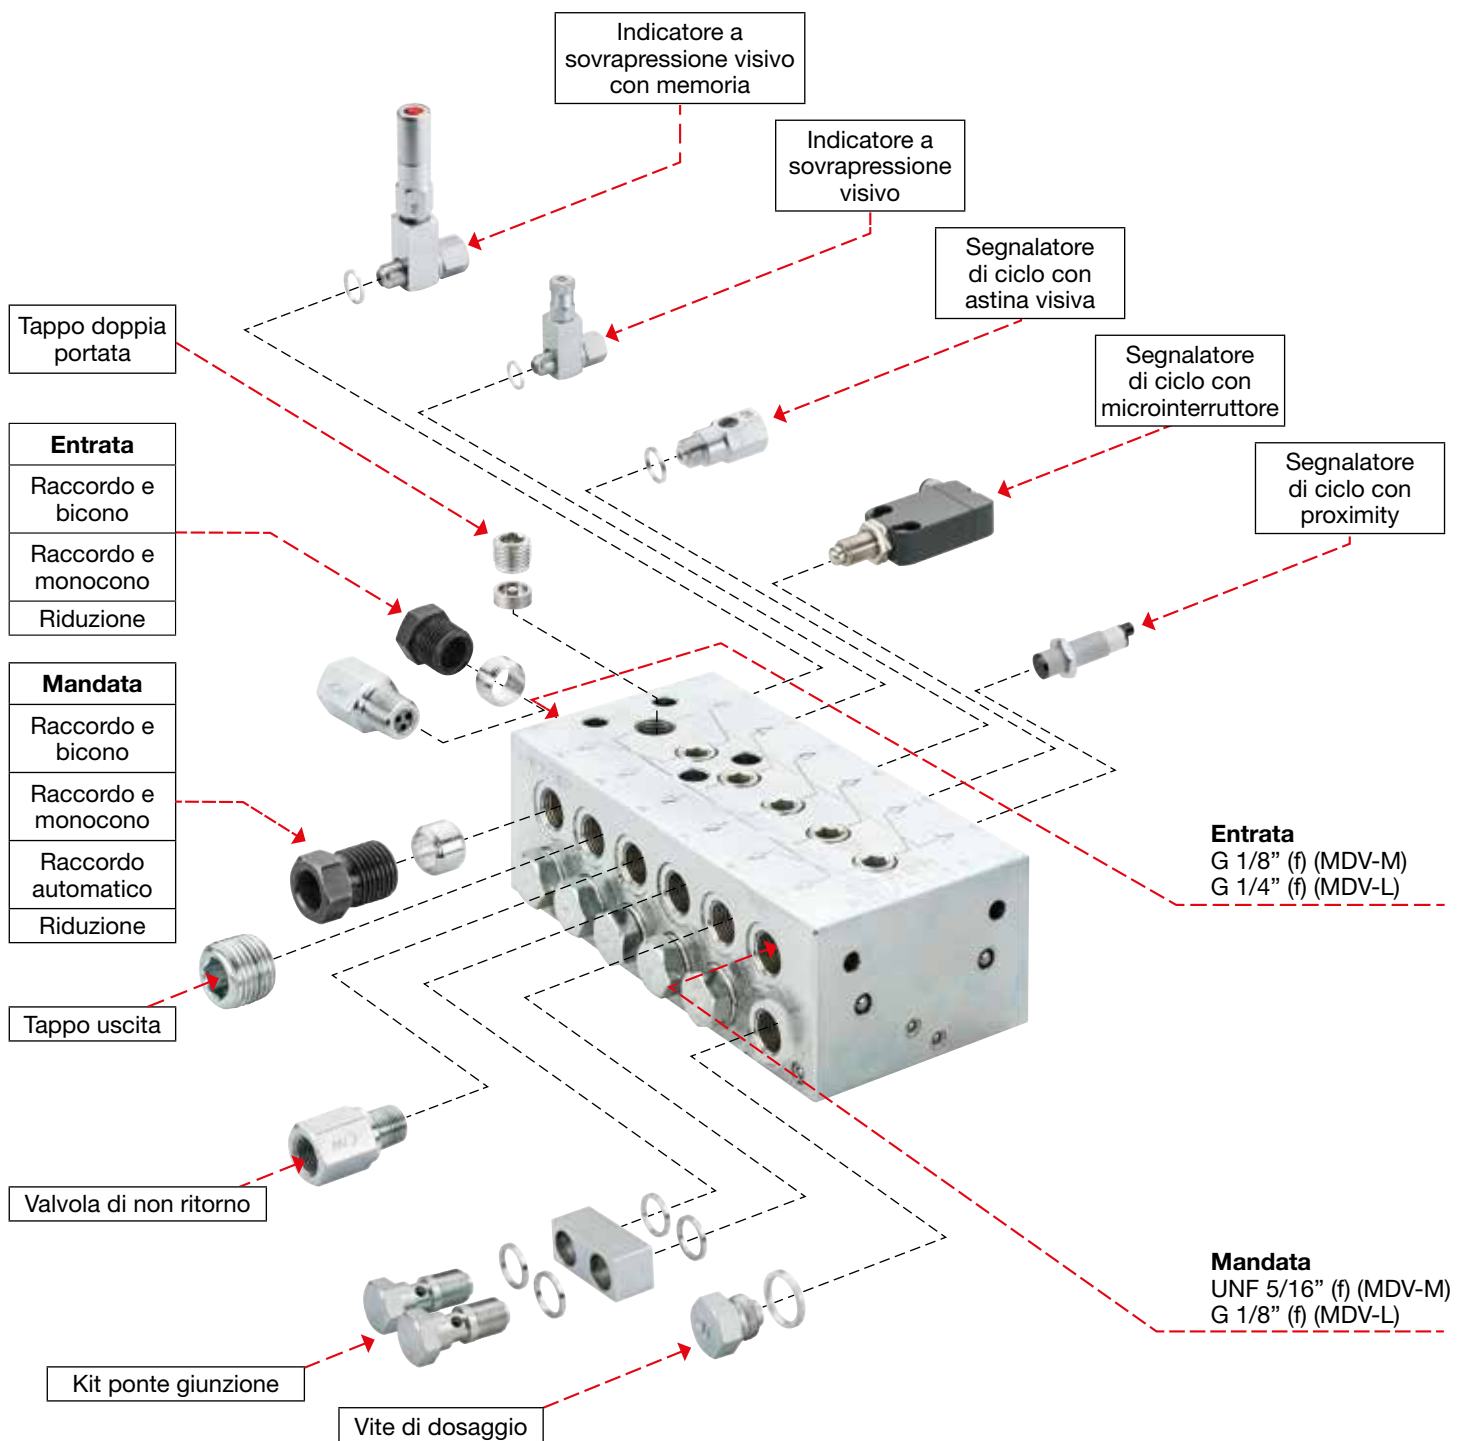 Indicatore a
sovrapressione visivo
con memoria
Indicatore a
sovrapressione
visivo
Segnalatore
di ciclo con
astina visiva
Segnalatore
di ciclo con
microinterruttore
Segnalatore
di ciclo con
proximity
Tappo doppia
portata
Entrata
Raccordo e
bicono
Raccordo e
monocono
Riduzione
Mandata
Raccordo e
bicono
Raccordo e
monocono
Raccordo
automatico
Riduzione
Tappo uscita
Valvola di non ritorno
Kit ponte giunzione
Vite di dosaggio
Entrata
G 1/8” (f) (MDV-M)
G 1/4” (f) (MDV-L)
Mandata
UNF 5/16” (f) (MDV-M)
G 1/8” (f) (MDV-L)